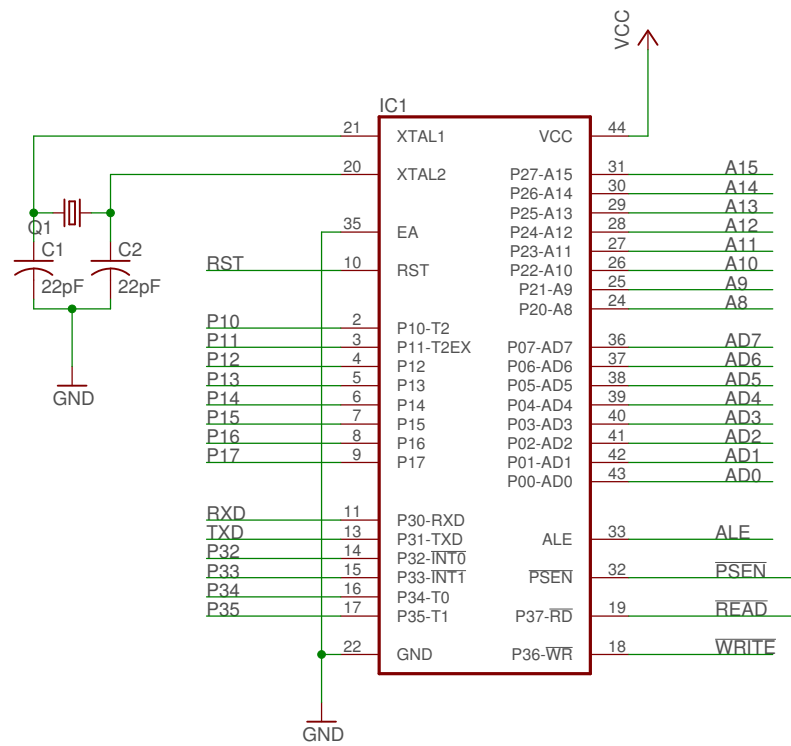 VCC
IC1
21 XTAL1 VCC 44
20 XTAL2 P27-A15 31 A15
P26-A14 30 A14
P25-A13 29 A13
Q1 35 EA P24-A12 28 A12
C1 C2 P23-A11 27 A11
RST 10 RST P22-A10 26 A10
22pF 22pF P21-A9 25 A9
P20-A8 24 A8
P10 2 P10-T2
P11 3 P11-T2EX P07-AD7 36 AD7
P12 4 P12 P06-AD6 37 AD6
P13 5 P13 P05-AD5 38 AD5
GND P14 6 P14 P04-AD4 39 AD4
P15 7 P15 P03-AD3 40 AD3
P16 8 P16 P02-AD2 41 AD2
P17 9 P17 P01-AD1 42 AD1
P00-AD0 43 AD0
RXD 11 P30-RXD
TXD 13 P31-TXD ALE 33 ALE
P32 14 P32-INT0
P33 15 P33-INT1 PSEN 32 PSEN
P34 16 P34-T0
P35 17 P35-T1 P37-RD 19 READ
22 GND P36-WR 18 WRITE
GND